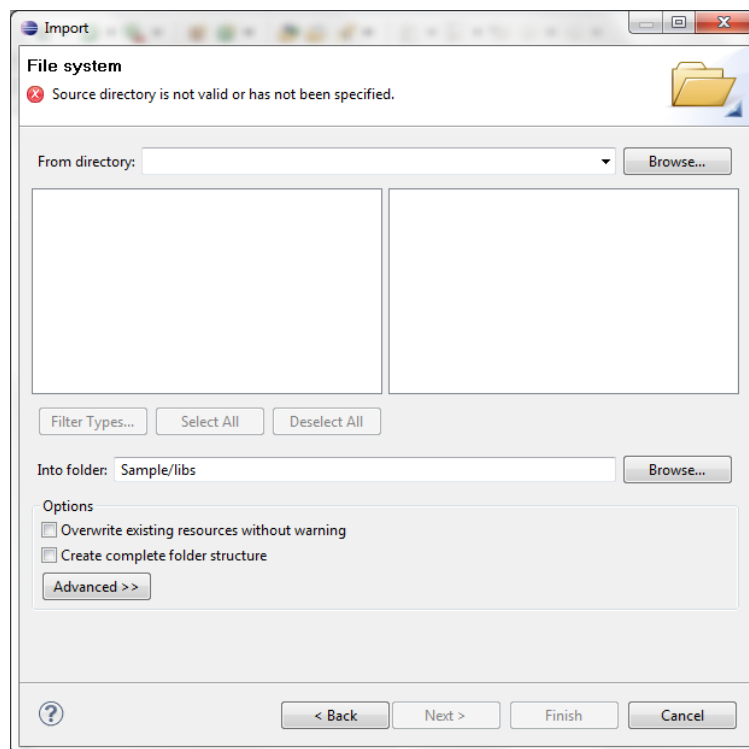 Import
File system
Source directory is not valid or has not been specified.
From directory: Browse...
Filter Types... Select All Deselect All
Into folder: Sample/libs Browse...
Options
Overwrite existing resources without warning
Create complete folder structure
Advanced >>
? < Back Next > Finish Cancel